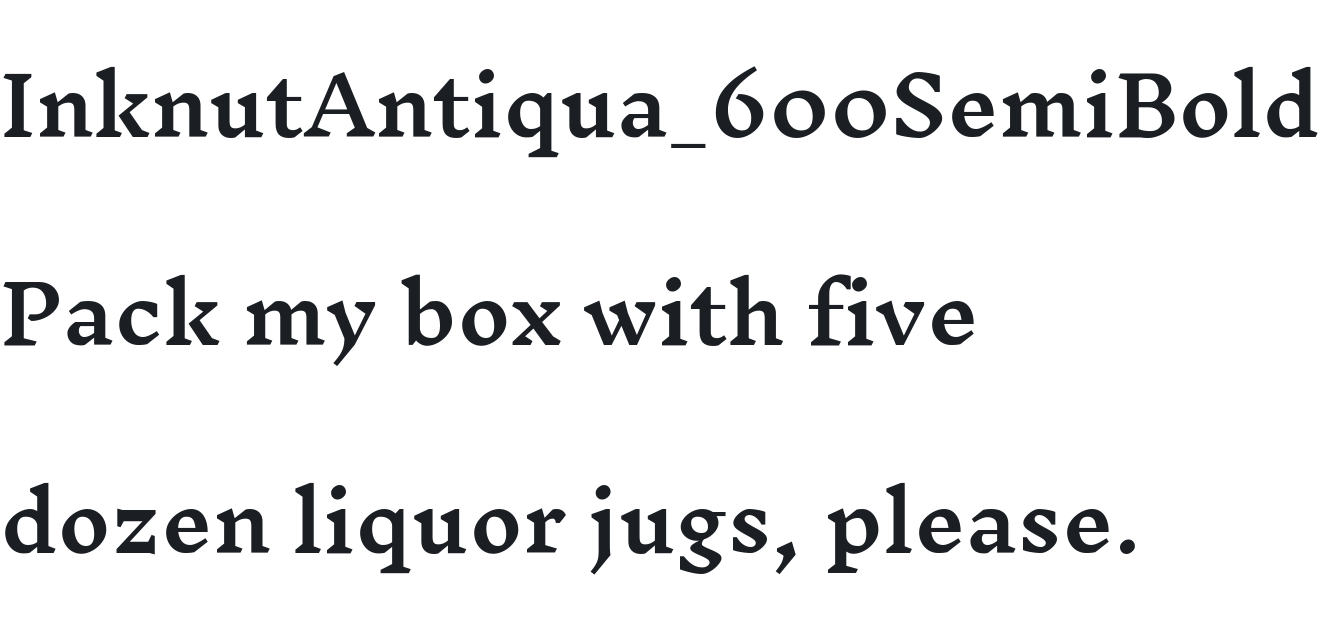 InknutAntiqua_600SemiBold
Pack my box with five
dozen liquor jugs, please.